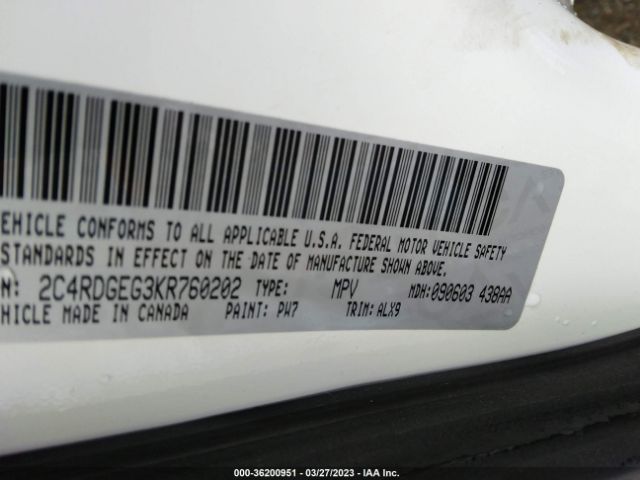 EHICLE CONFORMS TO ALL APPLICABLE U.S.A. FEDERAL MOTOR VEHICLE SAFETY
STANDARDS IN EFFECT ON THE DATE OF MANUFACTURE SHOWN ABOVE.
N: 2C4RDGEG3KR760202 TYPE: MPV MDH:090603 438AA
HICLE MADE IN CANADA PAINT: PW7 TRIM:ALX9
000-36200951 | 03/27/2023 | IAA Inc.